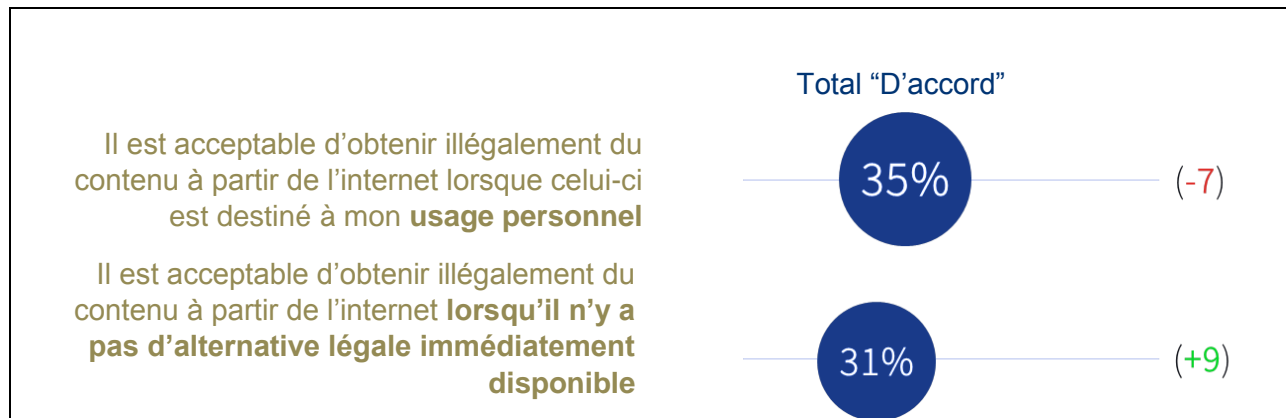 Total “D’accord”
Il est acceptable d’obtenir illégalement du
contenu à partir de l’internet lorsque celui-ci
est destiné à mon usage personnel
35%
(-7)
Il est acceptable d’obtenir illégalement du
contenu à partir de l’internet lorsqu’il n’y a
pas d’alternative légale immédiatement
disponible
31%
(+9)